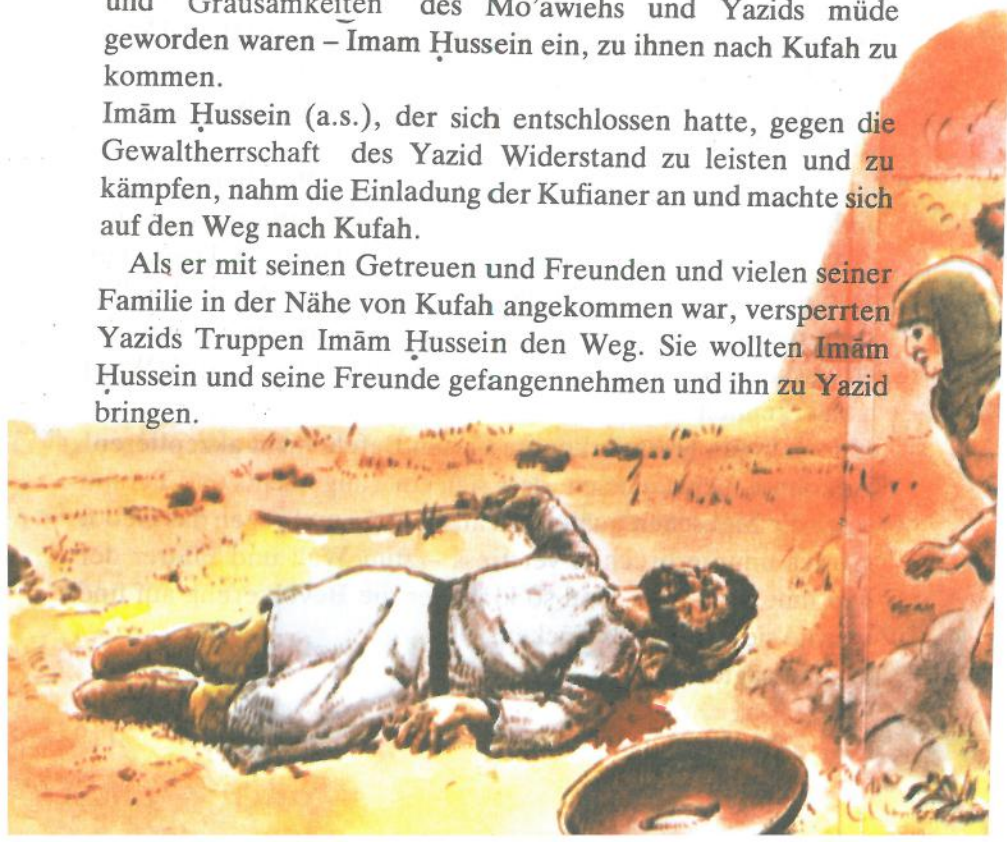 und Grausamkeiten des Mo'awiehs und Yazids müde
geworden waren – Imam Ḥussein ein, zu ihnen nach Kufah zu
kommen.
Imām Ḥussein (a.s.), der sich entschlossen hatte, gegen die
Gewaltherrschaft des Yazid Widerstand zu leisten und zu
kämpfen, nahm die Einladung der Kufianer an und machte sich
auf den Weg nach Kufah.
Als er mit seinen Getreuen und Freunden und vielen seiner
Familie in der Nähe von Kufah angekommen war, versperrten
Yazids Truppen Imām Ḥussein den Weg. Sie wollten Imām
Ḥussein und seine Freunde gefangennehmen und ihn zu Yazid
bringen.